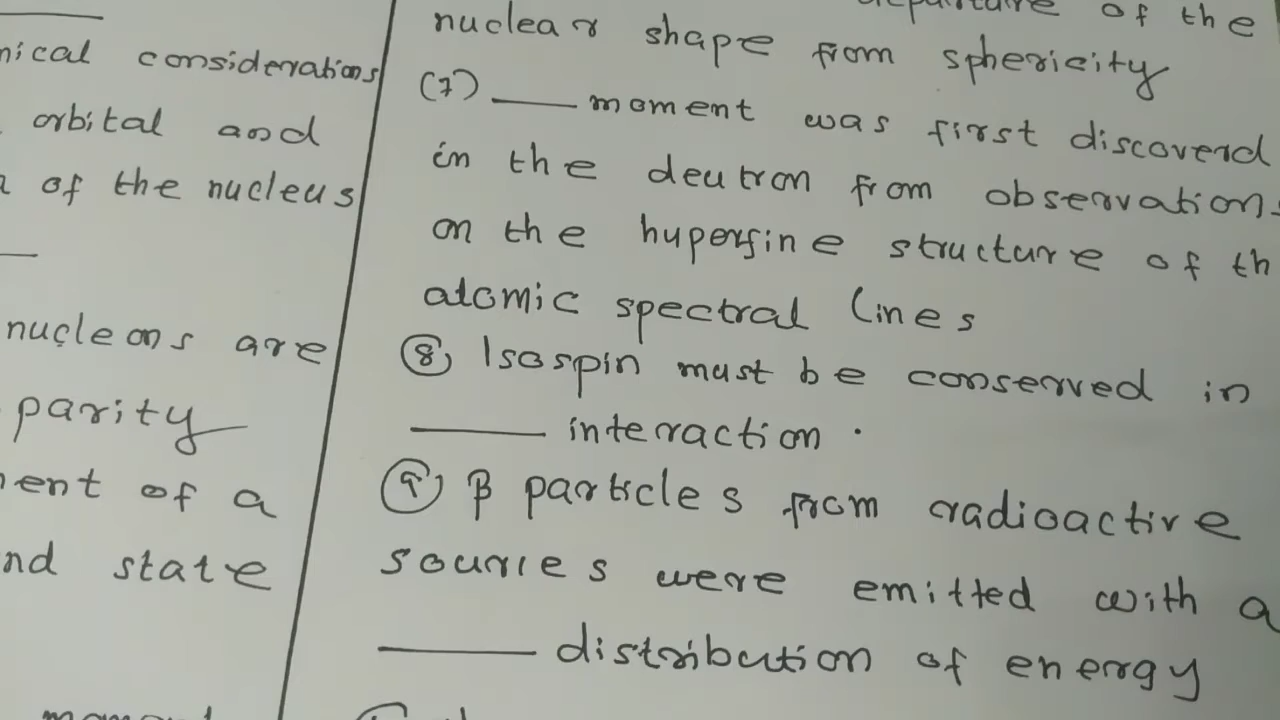 nical considerations
orbital and
of the nucleus
nucleons are
parity
ent of a
nd state
of the
nuclear shape from sphericity
(7) ____ moment was first discoverd
in the deutron from observation
on the huperfine structure of th
atomic spectral lines
(8) Isospin must be conserved in
____ interaction .
(9) β particles from radioactive
sources were emitted with a
____ distribution of energy